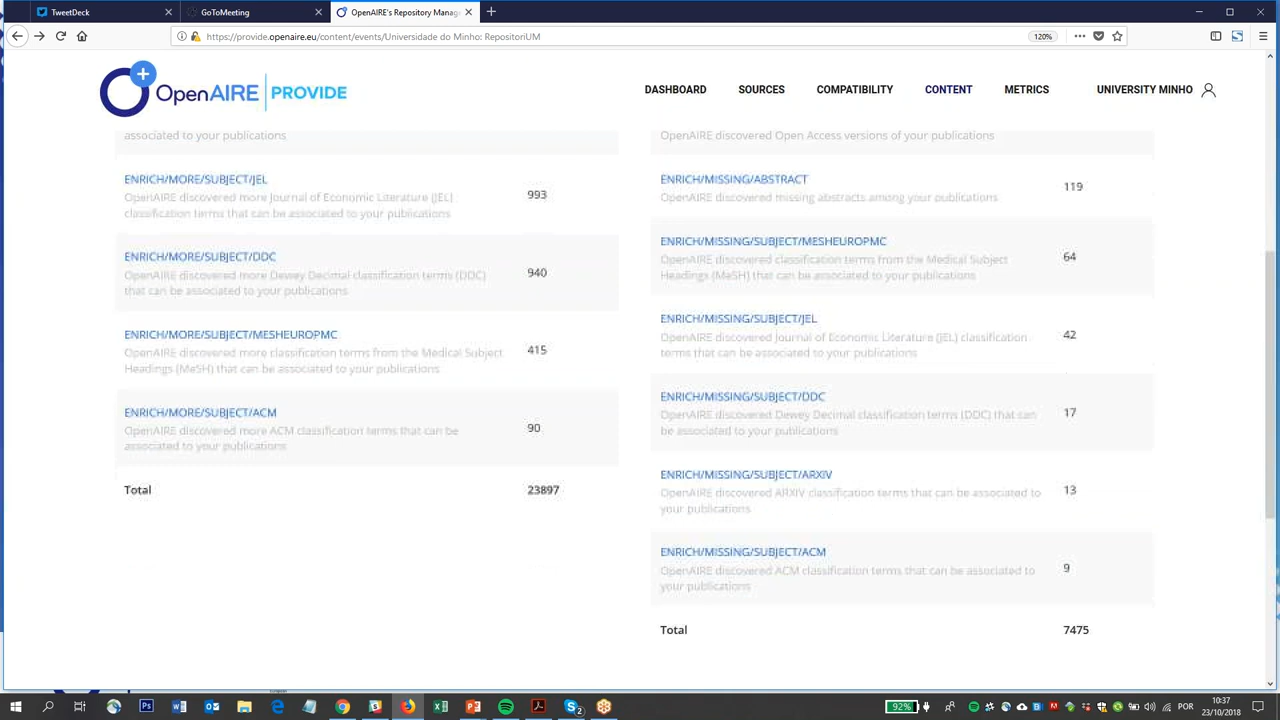 TweetDeck
GoToMeeting
OpenAIRE's Repository Manag
https://provide.openaire.eu/content/events/Universidade do Minho: RepositoriUM
120%
OpenAIRE PROVIDE
DASHBOARD
SOURCES
COMPATIBILITY
CONTENT
METRICS
UNIVERSITY MINHO
associated to your publications
ENRICH/MORE/SUBJECT/JEL
OpenAIRE discovered more Journal of Economic Literature (JEL)
classification terms that can be associated to your publications
993
ENRICH/MORE/SUBJECT/DDC
OpenAIRE discovered more Dewey Decimal classification terms (DDC)
that can be associated to your publications
940
ENRICH/MORE/SUBJECT/MESHEUROPMC
OpenAIRE discovered more classification terms from the Medical Subject
Headings (MeSH) that can be associated to your publications
415
ENRICH/MORE/SUBJECT/ACM
OpenAIRE discovered more ACM classification terms that can be
associated to your publications
90
Total 23897
OpenAIRE discovered Open Access versions of your publications
ENRICH/MISSING/ABSTRACT
OpenAIRE discovered missing abstracts among your publications
119
ENRICH/MISSING/SUBJECT/MESHEUROPMC
OpenAIRE discovered classification terms from the Medical Subject
Headings (MeSH) that can be associated to your publications
64
ENRICH/MISSING/SUBJECT/JEL
OpenAIRE discovered Journal of Economic Literature (JEL) classification
terms that can be associated to your publications
42
ENRICH/MISSING/SUBJECT/DDC
OpenAIRE discovered Dewey Decimal classification terms (DDC) that can
be associated to your publications
17
ENRICH/MISSING/SUBJECT/ARXIV
OpenAIRE discovered ARXIV classification terms that can be associated to
your publications
13
ENRICH/MISSING/SUBJECT/ACM
OpenAIRE discovered ACM classification terms that can be associated to
your publications
9
Total 7475
92%
POR
10:37
23/10/2018